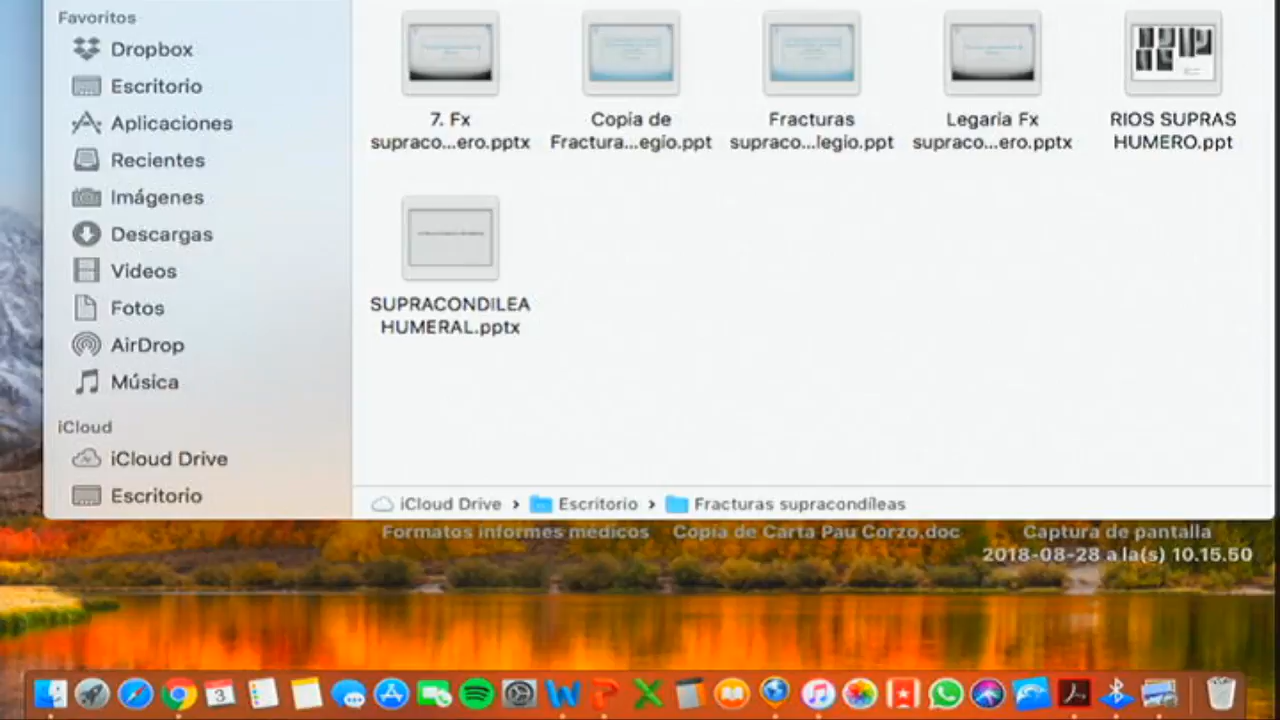 Favoritos
Dropbox
Escritorio
Aplicaciones
Recientes
Imágenes
Descargas
Videos
Fotos
AirDrop
Música
iCloud
iCloud Drive
Escritorio
7. Fx
supraco...ero.pptx
Copia de
Fractura...egio.ppt
Fracturas
supraco...legio.ppt
Legaria Fx
supraco...ero.pptx
RIOS SUPRAS
HUMERO.ppt
SUPRACONDILEA
HUMERAL.pptx
iCloud Drive › Escritorio › Fracturas supracondíleas
Formatos informes médicos
Copia de Carta Pau Corzo.doc
Captura de pantalla
2018-08-28 a la(s) 10.15.50
3